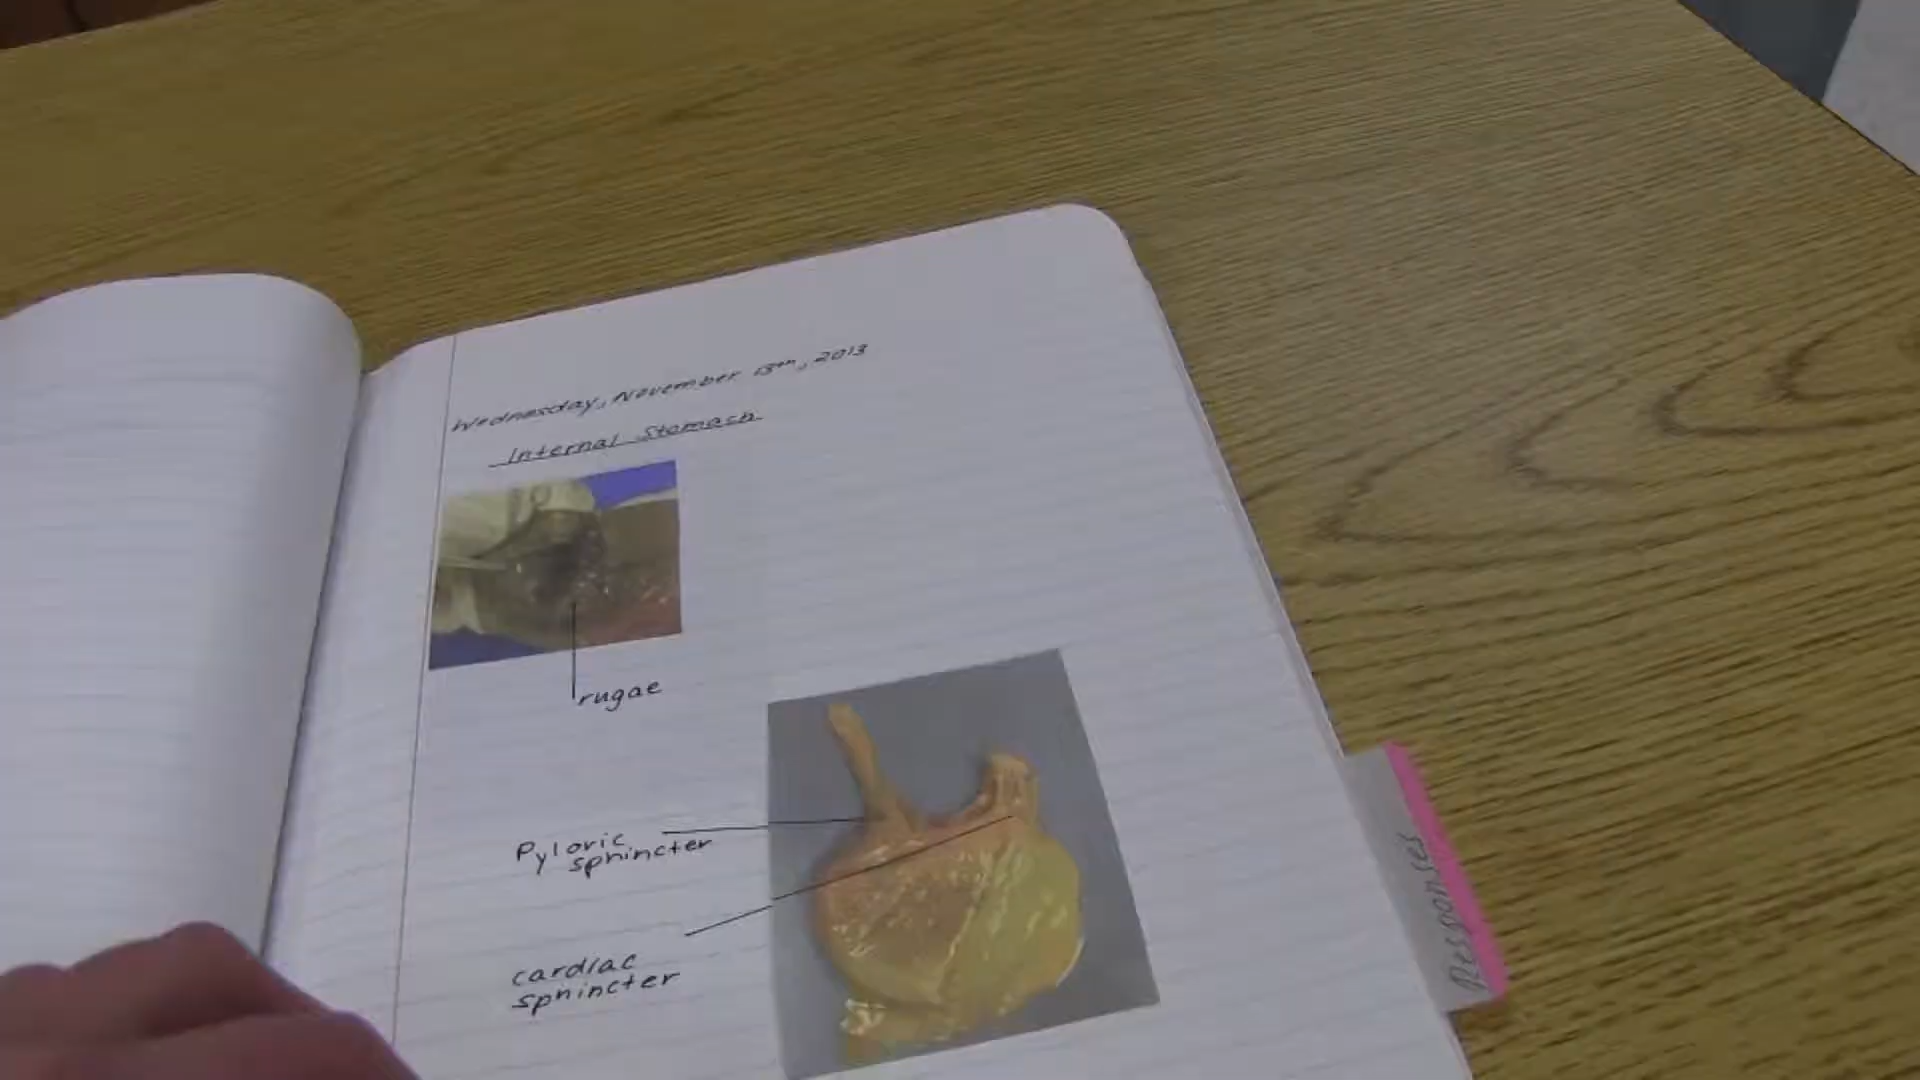 Wednesday, November 13th, 2013
Internal Stomach
rugae
Pyloric
sphincter
cardiac
sphincter
Responses